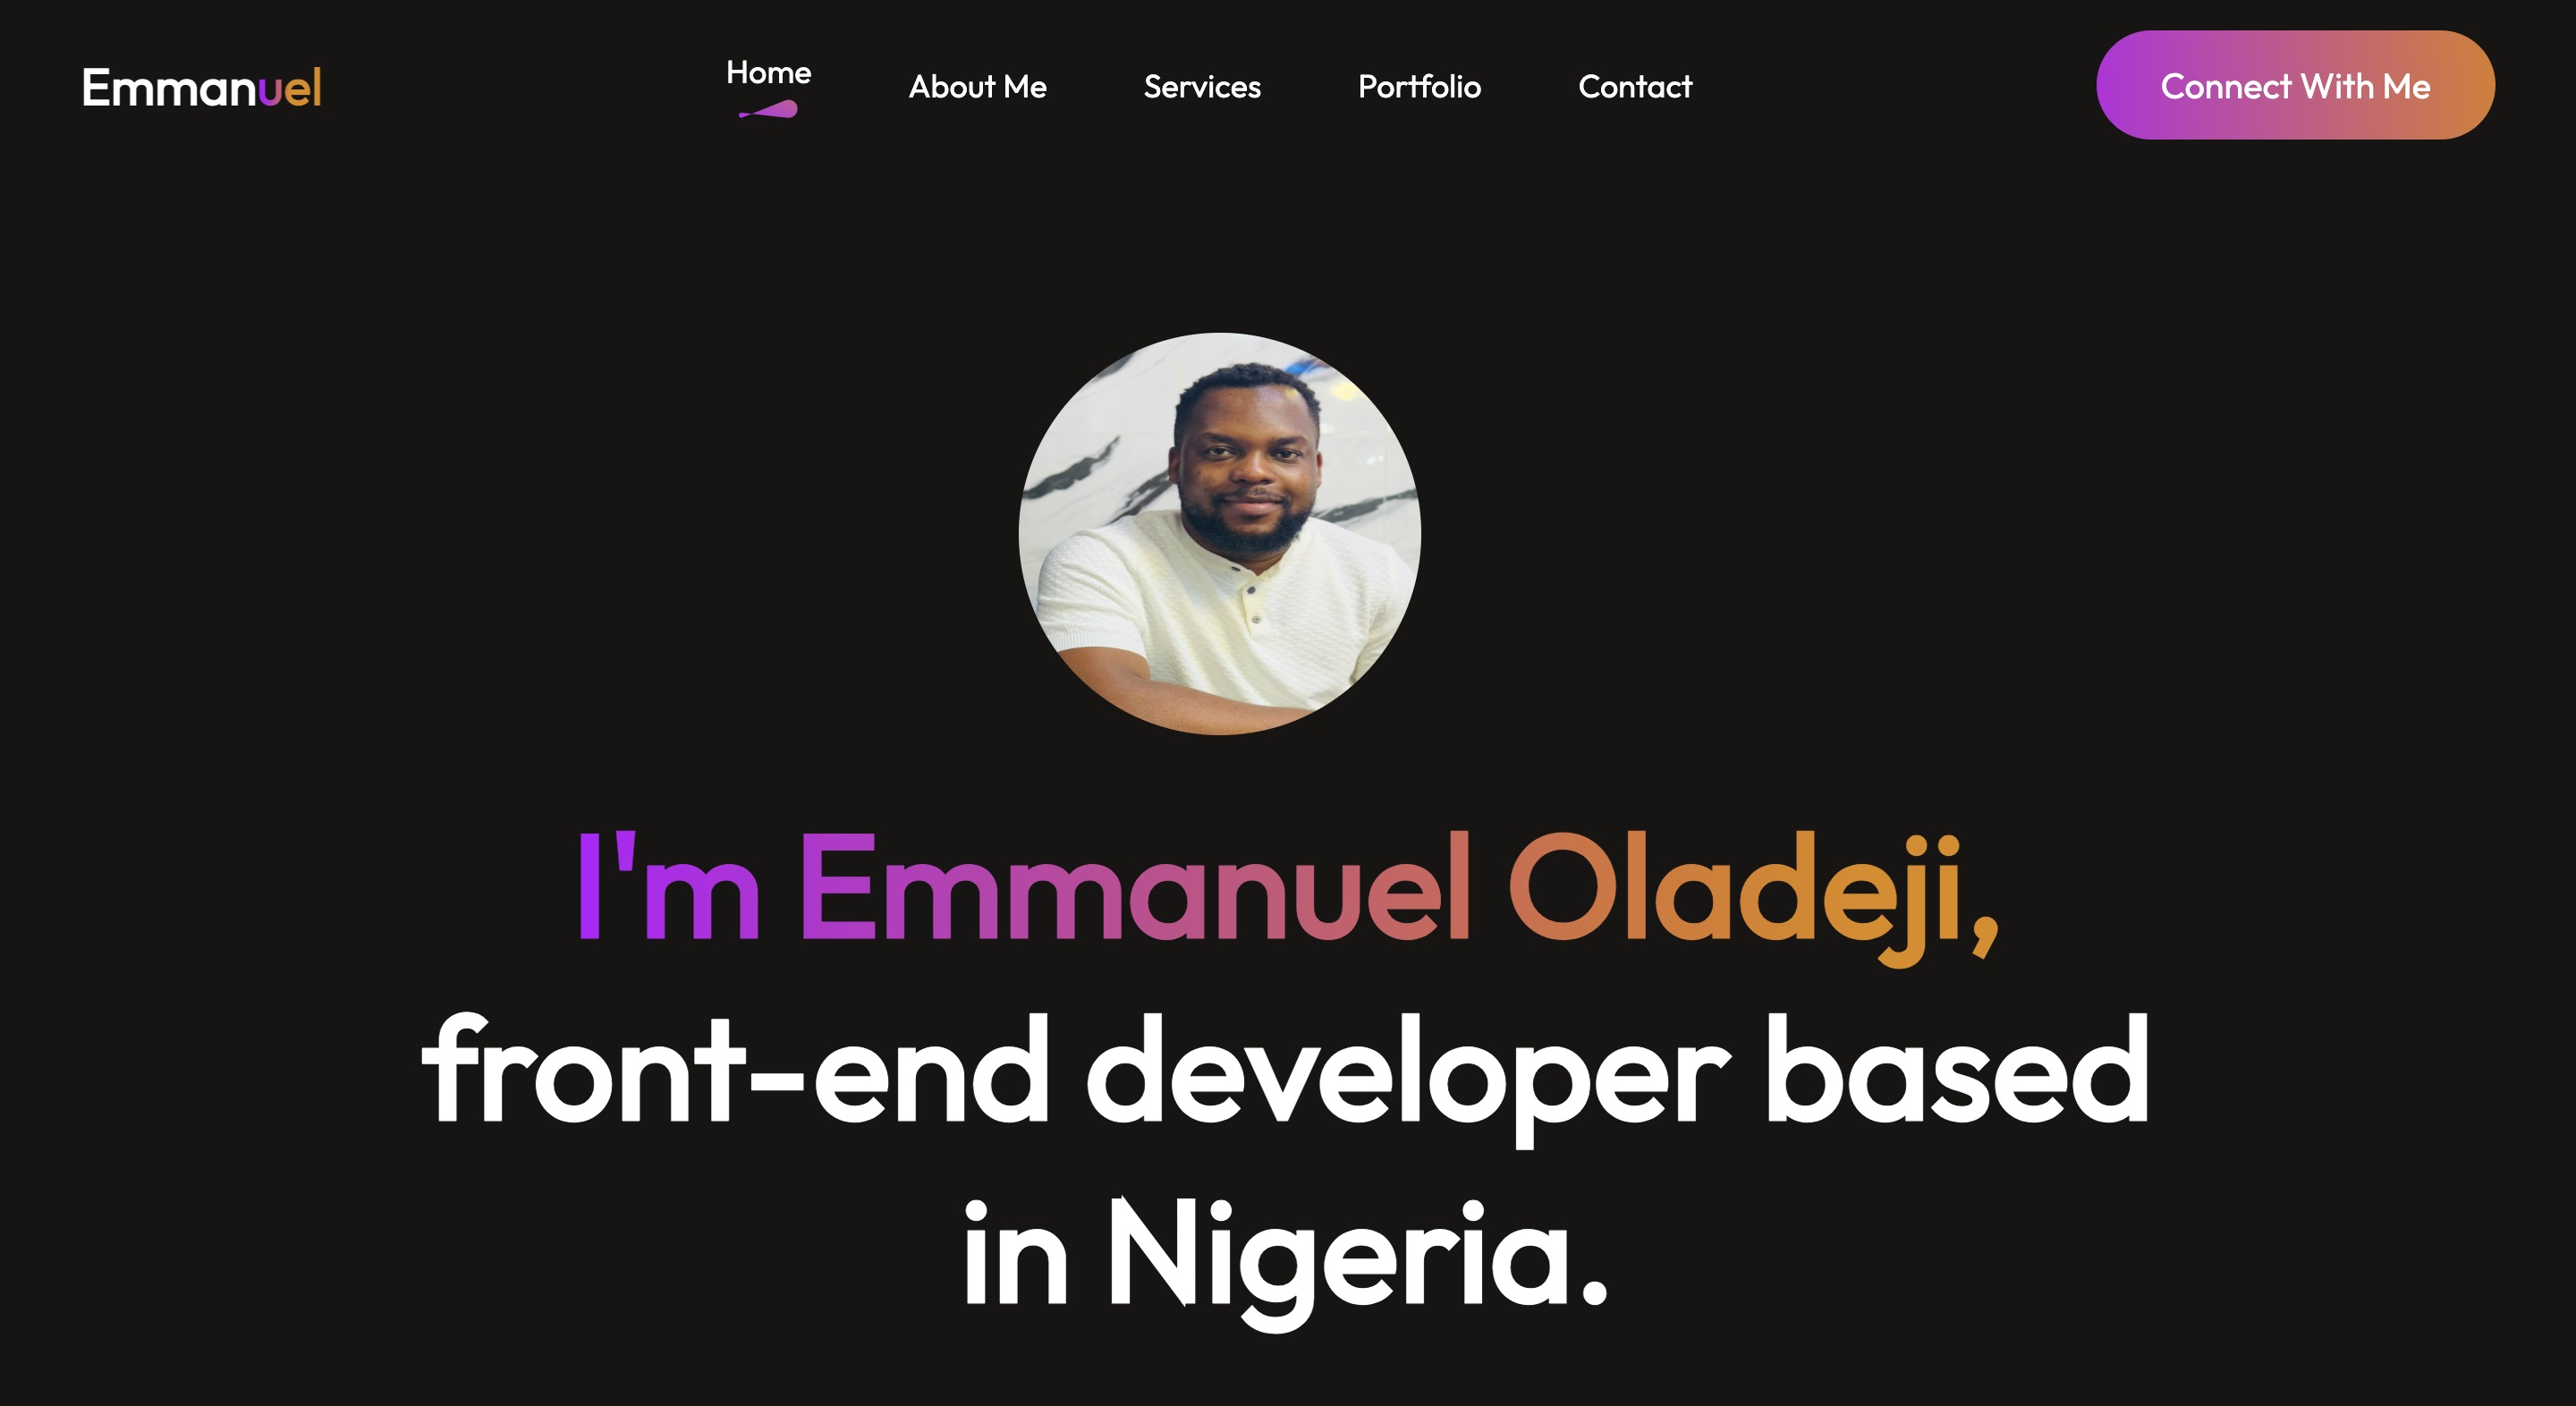 Emmanuel
Home
About Me
Services
Portfolio
Contact
Connect With Me
I'm Emmanuel Oladeji,
front-end developer based
in Nigeria.